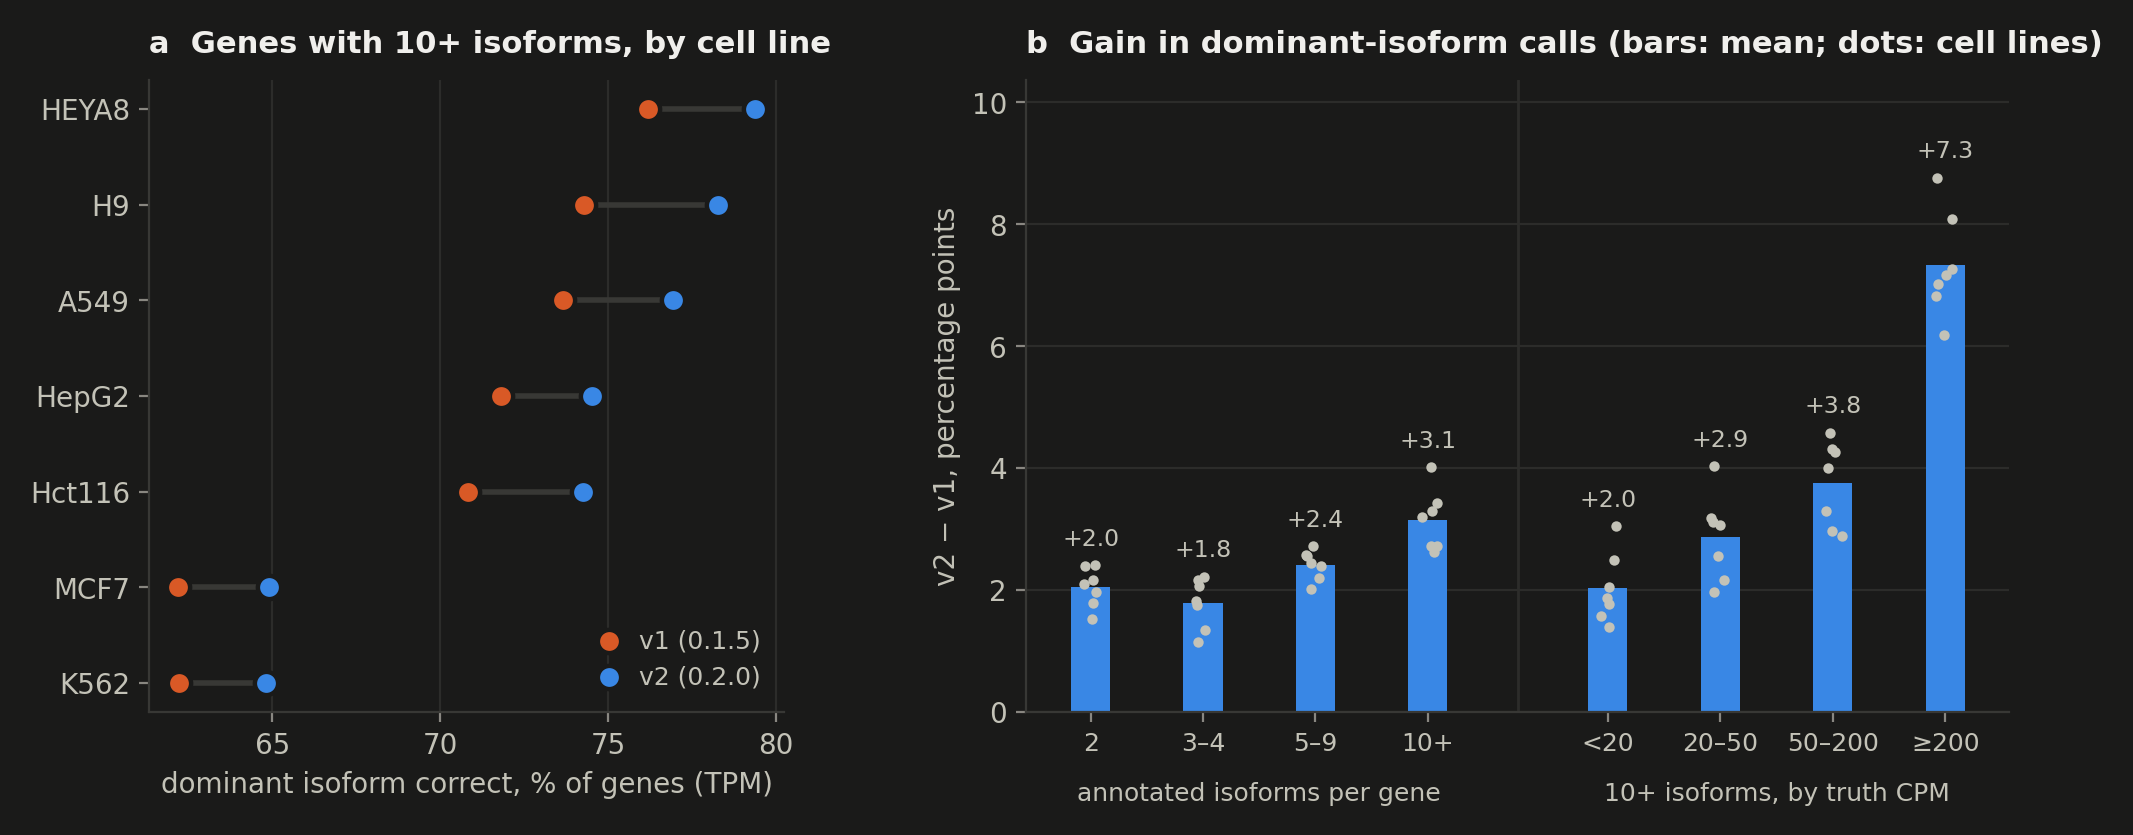 a Genes with 10+ isoforms, by cell line
HEYA8
H9
A549
HepG2
Hct116
MCF7
K562
v1 (0.1.5)
v2 (0.2.0)
65 70 75 80
dominant isoform correct, % of genes (TPM)
b Gain in dominant-isoform calls (bars: mean; dots: cell lines)
v2 − v1, percentage points
10
8
6
4
2
0
+2.0
+1.8
+2.4
+3.1
+2.0
+2.9
+3.8
+7.3
2 3–4 5–9 10+ <20 20–50 50–200 ≥200
annotated isoforms per gene
10+ isoforms, by truth CPM